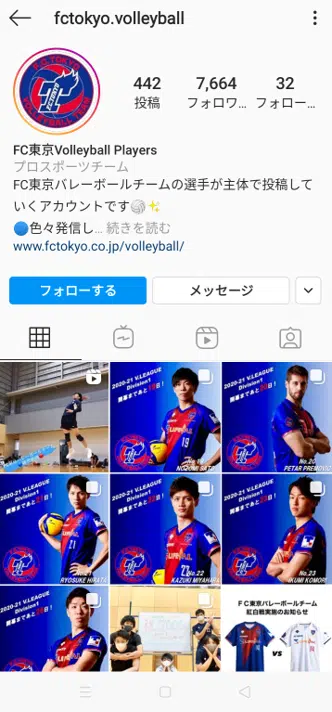 fctokyo.volleyball
F.C.TOKYO
VOLLEYBALL TEAM
442
7,664
32
投稿
フォロワ...
フォロー...
FC東京Volleyball Players
プロスポーツチーム
FC東京バレーボールチームの選手が主体で投稿して
いくアカウントです🏐✨
🔵色々発信し... 続きを読む
www.fctokyo.co.jp/volleyball/
フォローする
メッセージ
2020-21 V.LEAGUE
Division1
No.19
NOZOMI SATO
2020-21 V.LEAGUE
Division1
No.20
PETAR PREMOVIC
2020-21 V.LEAGUE
Division1
21
RYOSUKE HIRATA
2020-21 V.LEAGUE
Division1
No.22
KAZUKI MIYAHARA
2020-21 V.LEAGUE
Division1
No.23
IKUMI KOMORI
2020-21 V.LEAGUE
Division1
FC東京バレーボールチーム
紅白戦実施のお知らせ
VS